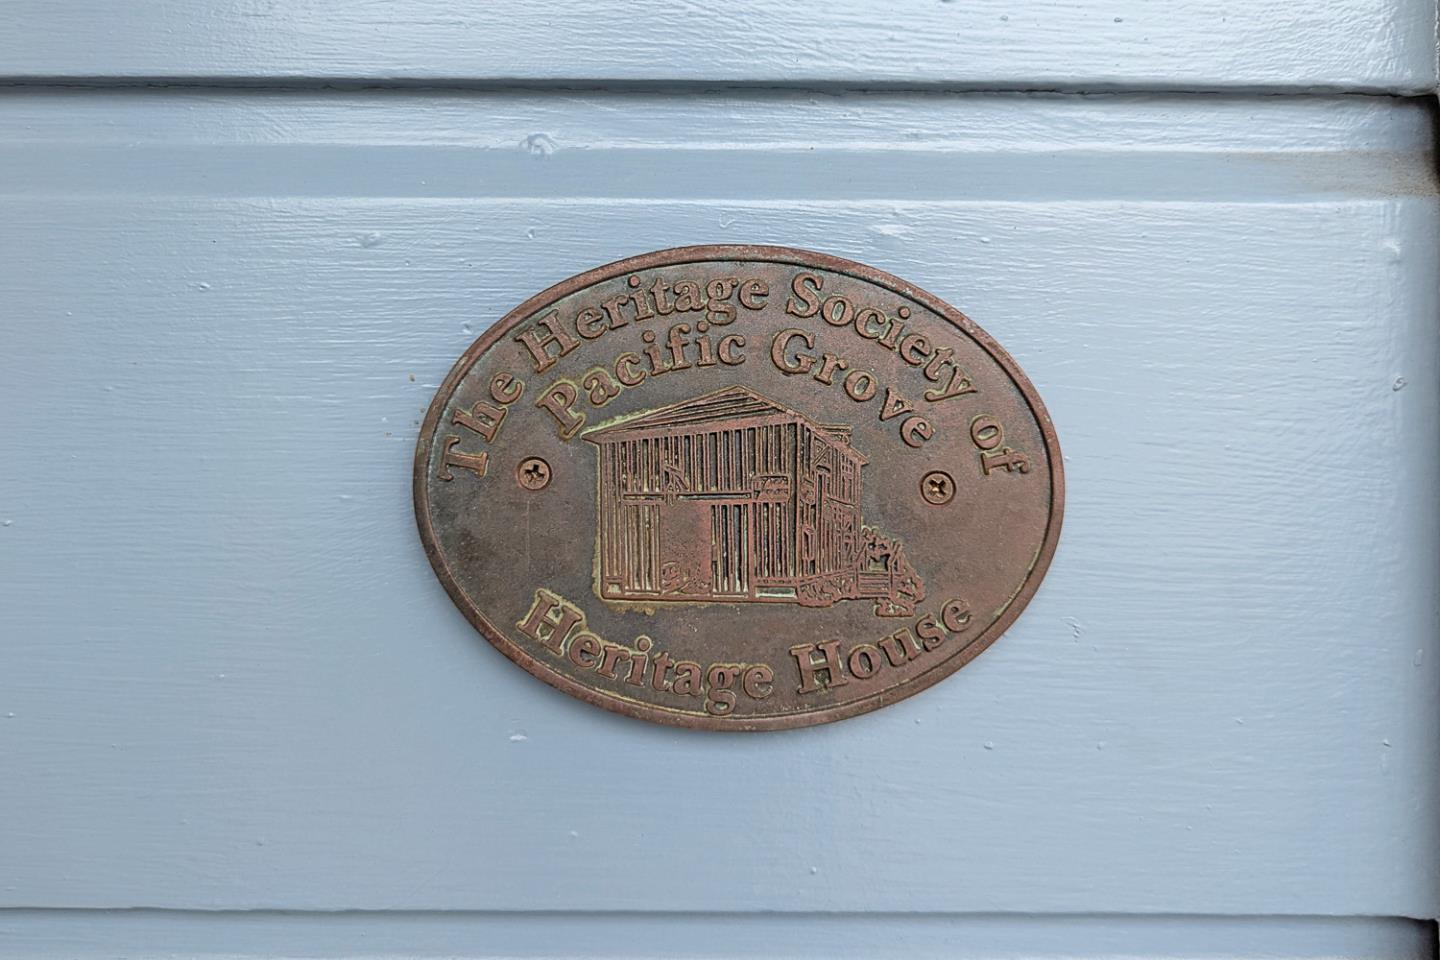 The Heritage Society of
Pacific Grove
Heritage House